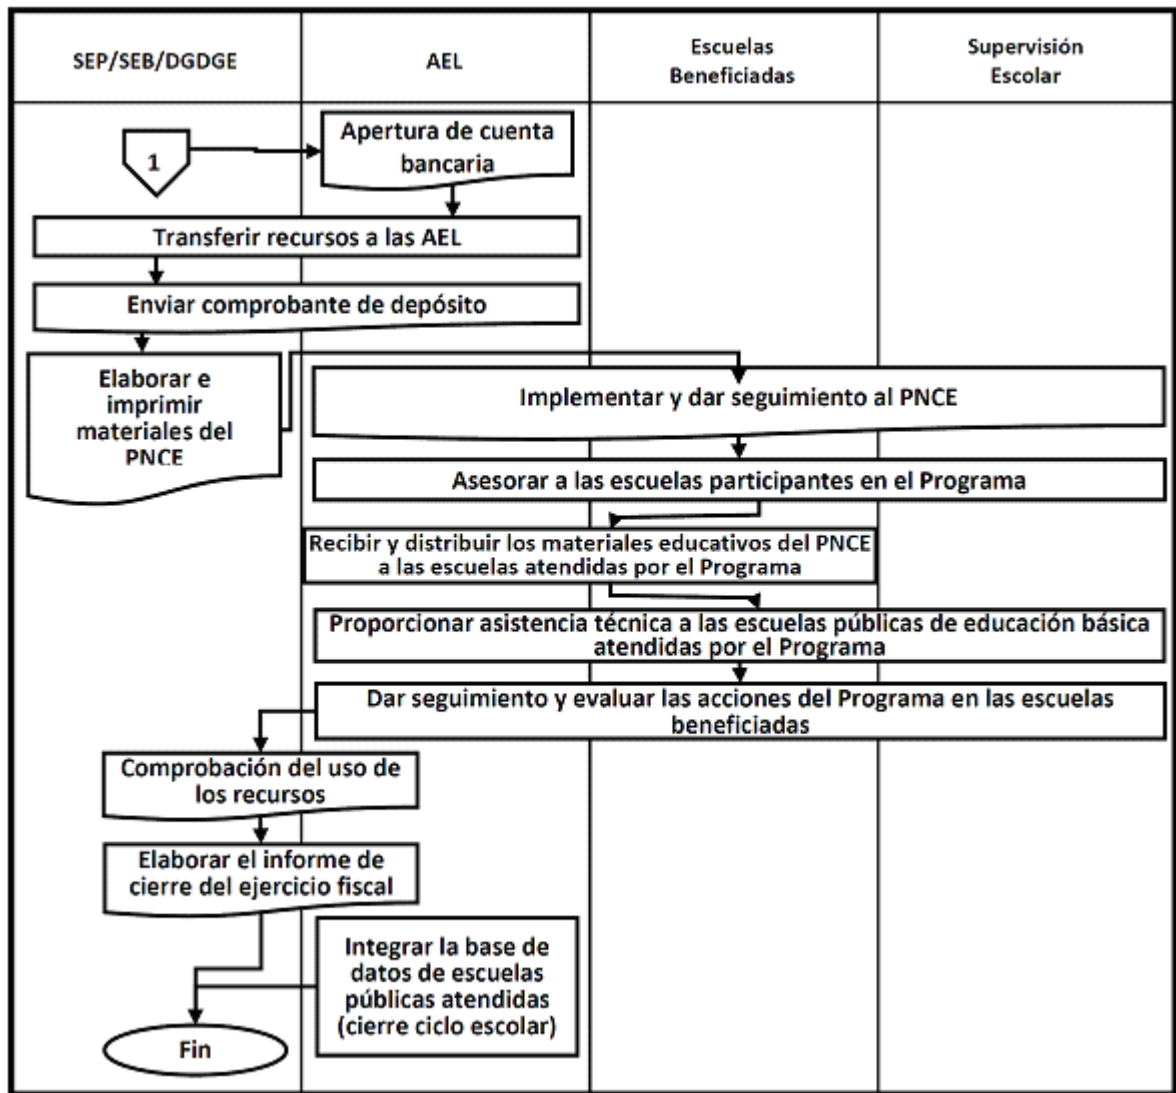 SEP/SEB/DGDGE
AEL
Escuelas
Beneficiadas
Supervisión
Escolar
1
Apertura de cuenta
bancaria
Transferir recursos a las AEL
Enviar comprobante de depósito
Elaborar e
imprimir
materiales del
PNCE
Implementar y dar seguimiento al PNCE
Asesorar a las escuelas participantes en el Programa
Recibir y distribuir los materiales educativos del PNCE
a las escuelas atendidas por el Programa
Proporcionar asistencia técnica a las escuelas públicas de educación básica
atendidas por el Programa
Dar seguimiento y evaluar las acciones del Programa en las escuelas
beneficiadas
Comprobación del uso de
los recursos
Elaborar el informe de
cierre del ejercicio fiscal
Integrar la base de
datos de escuelas
públicas atendidas
(cierre ciclo escolar)
Fin